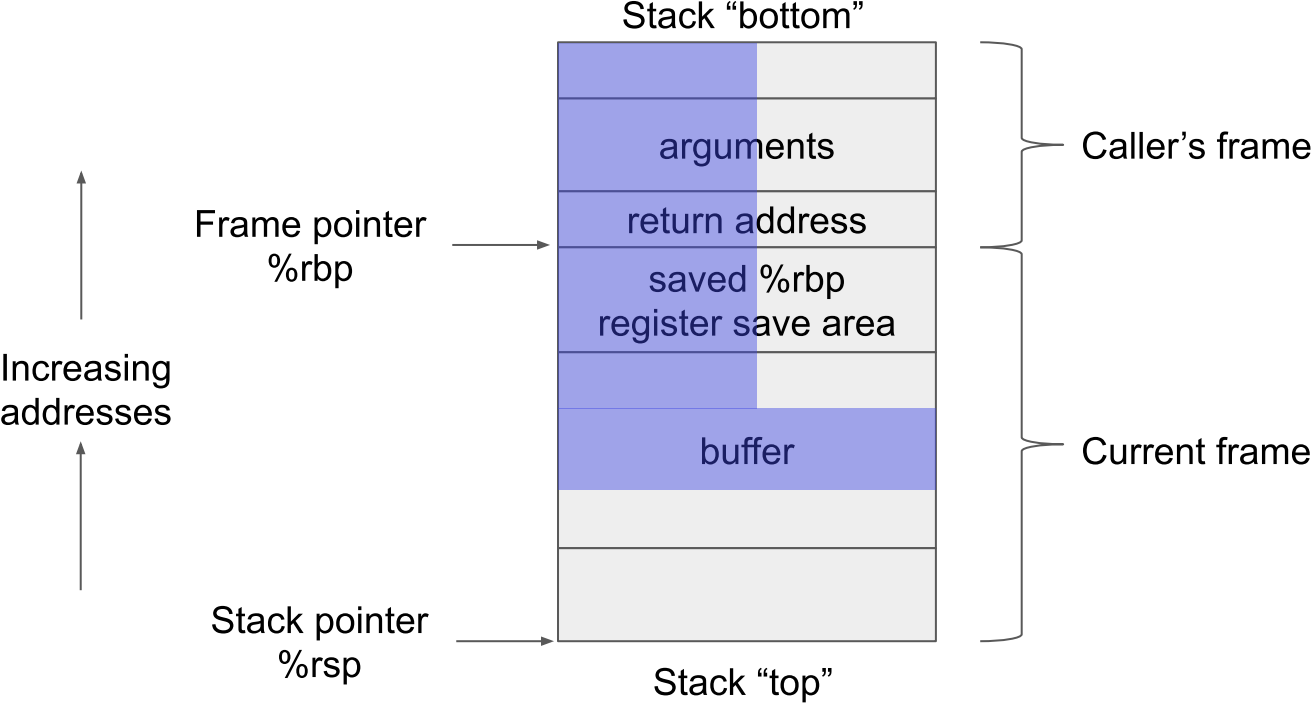 Stack “bottom”
arguments
Caller’s frame
return address
Frame pointer
%rbp
saved %rbp
register save area
Increasing
addresses
buffer
Current frame
Stack pointer
%rsp
Stack “top”